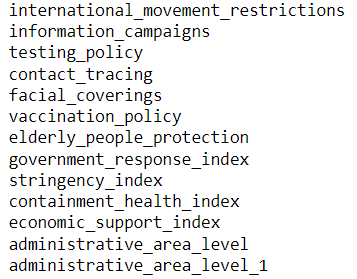 international_movement_restrictions
information_campaigns
testing_policy
contact_tracing
facial_coverings
vaccination_policy
elderly_people_protection
government_response_index
stringency_index
containment_health_index
economic_support_index
administrative_area_level
administrative_area_level_1